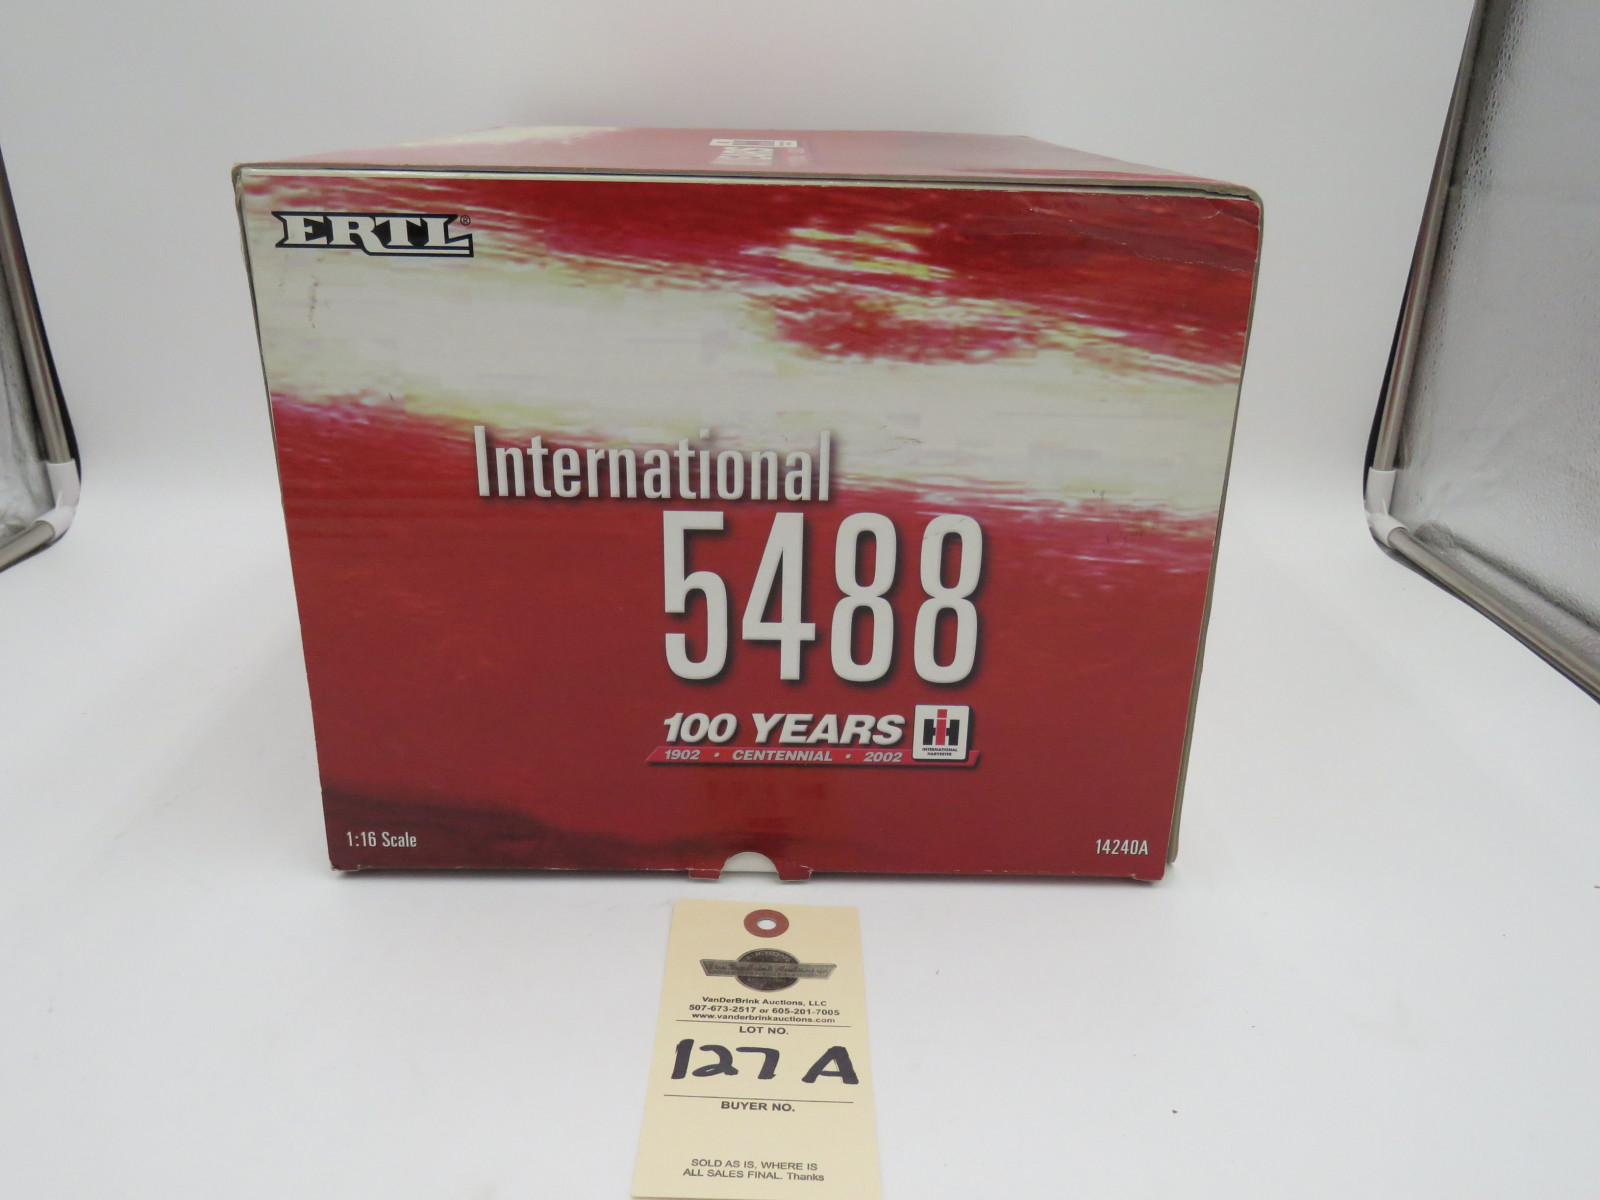 ERTL®
International
5488
100 YEARS
1902 • CENTENNIAL • 2002
IH
INTERNATIONAL
HARVESTER
1:16 Scale
14240A
VanDerBrink Auctions, LLC
507-673-2517 or 605-201-7005
www.vanderbrinkauctions.com
LOT NO.
127A
BUYER NO.
SOLD AS IS, WHERE IS
ALL SALES FINAL. Thanks